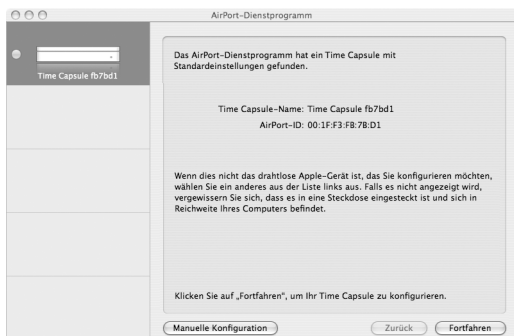 AirPort-Dienstprogramm
Time Capsule fb7bd1
Das AirPort-Dienstprogramm hat ein Time Capsule mit
Standardeinstellungen gefunden.
Time Capsule-Name: Time Capsule fb7bd1
AirPort-ID: 00:1F:F3:FB:7B:D1
Wenn dies nicht das drahtlose Apple-Gerät ist, das Sie konfigurieren möchten,
wählen Sie ein anderes aus der Liste links aus. Falls es nicht angezeigt wird,
vergewissern Sie sich, dass es in eine Steckdose eingesteckt ist und sich in
Reichweite Ihres Computers befindet.
Klicken Sie auf „Fortfahren“, um Ihr Time Capsule zu konfigurieren.
Manuelle Konfiguration
Zurück
Fortfahren